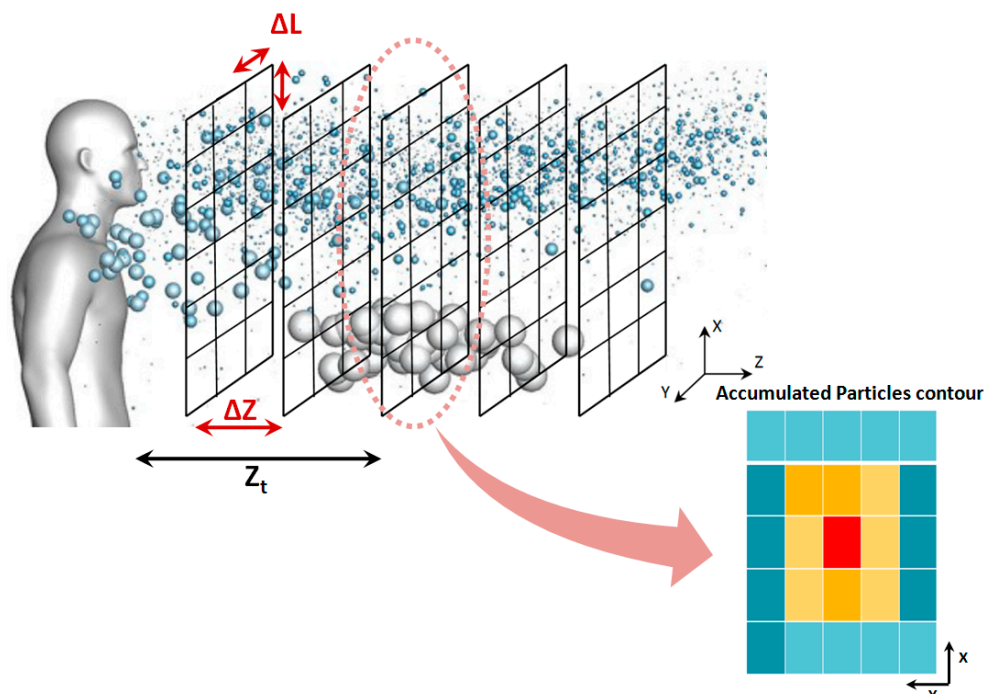 ΔL
X
Z
Y
Accumulated Particles contour
ΔZ
Zt
X